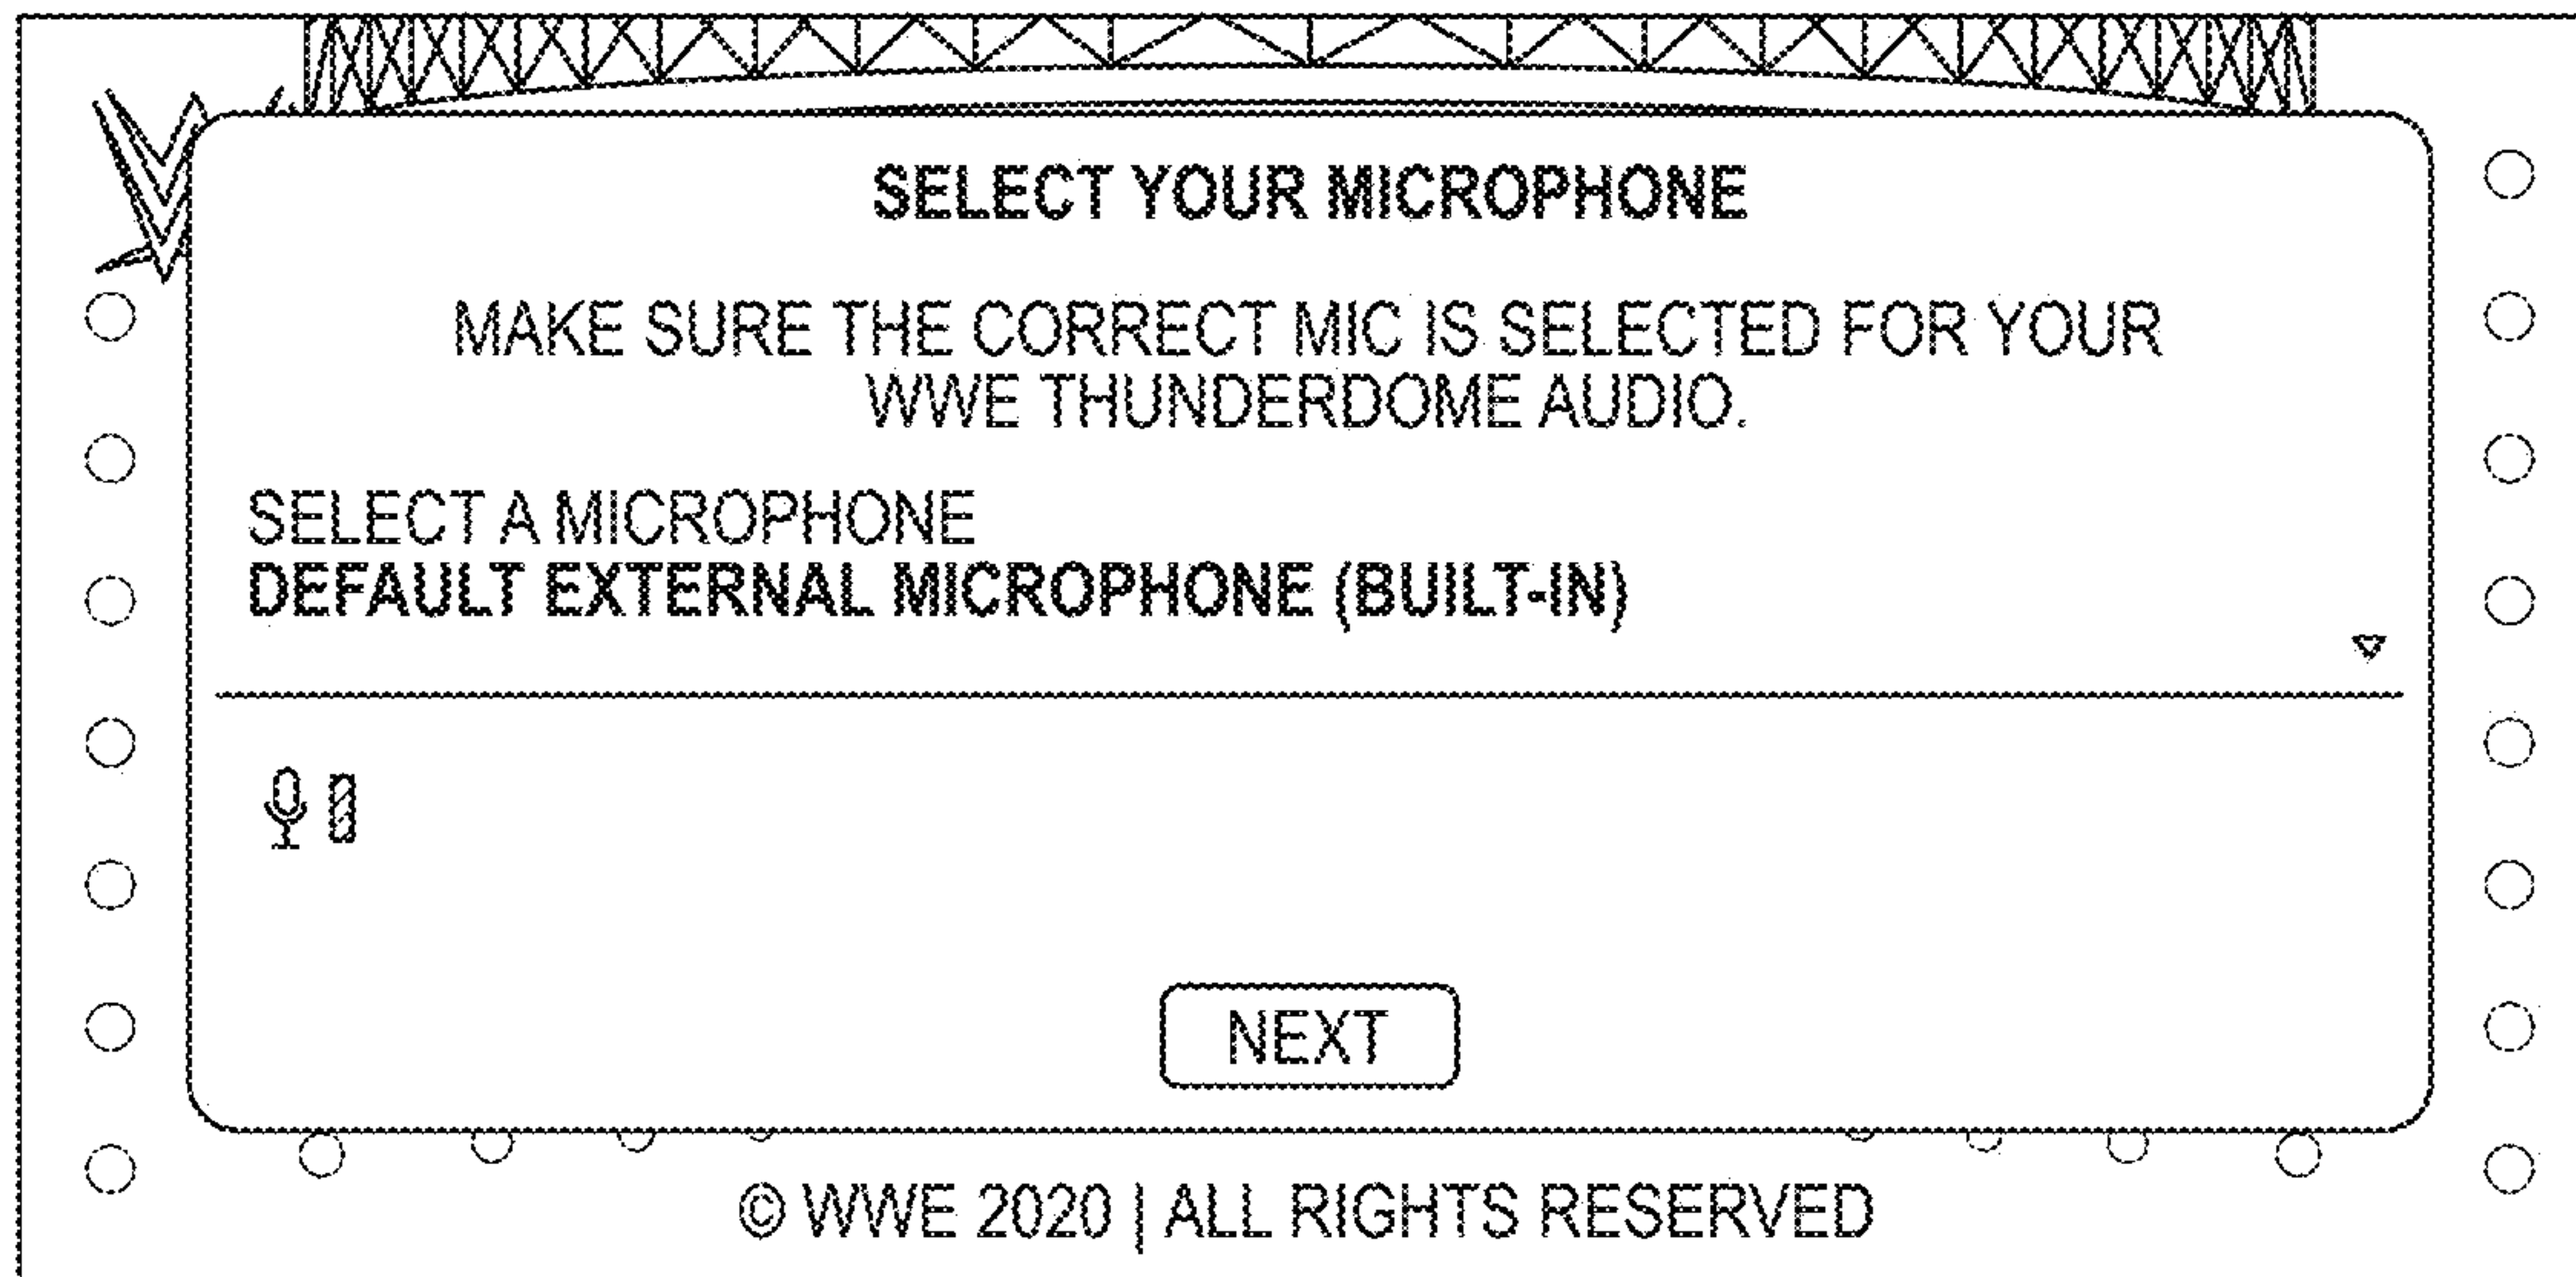 SELECT YOUR MICROPHONE
MAKE SURE THE CORRECT MIC IS SELECTED FOR YOUR
WWE THUNDERDOME AUDIO.
SELECT A MICROPHONE
DEFAULT EXTERNAL MICROPHONE (BUILT-IN)
NEXT
© WWE 2020 | ALL RIGHTS RESERVED